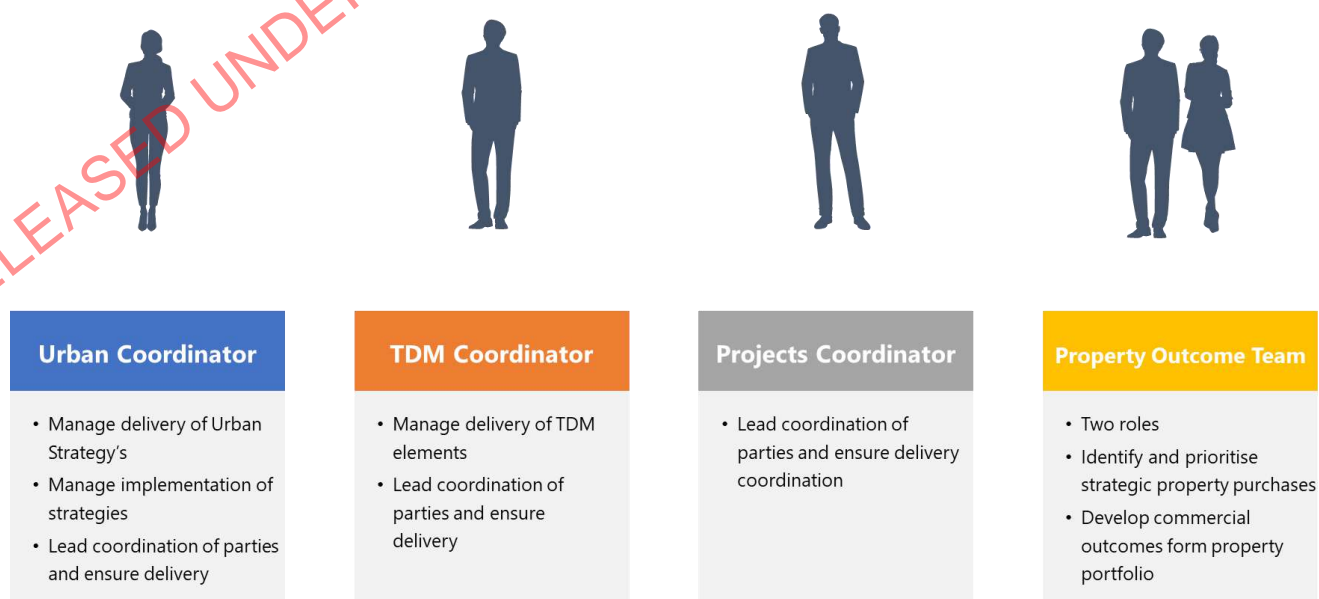 UNDER
Urban Coordinator
• Manage delivery of Urban
Strategy's
• Manage implementation of
strategies
• Lead coordination of parties
and ensure delivery
TDM Coordinator
• Manage delivery of TDM
elements
• Lead coordination of
parties and ensure
delivery
Projects Coordinator
• Lead coordination of
parties and ensure delivery
coordination
Property Outcome Team
• Two roles
• Identify and prioritise
strategic property purchases
• Develop commercial
outcomes form property
portfolio